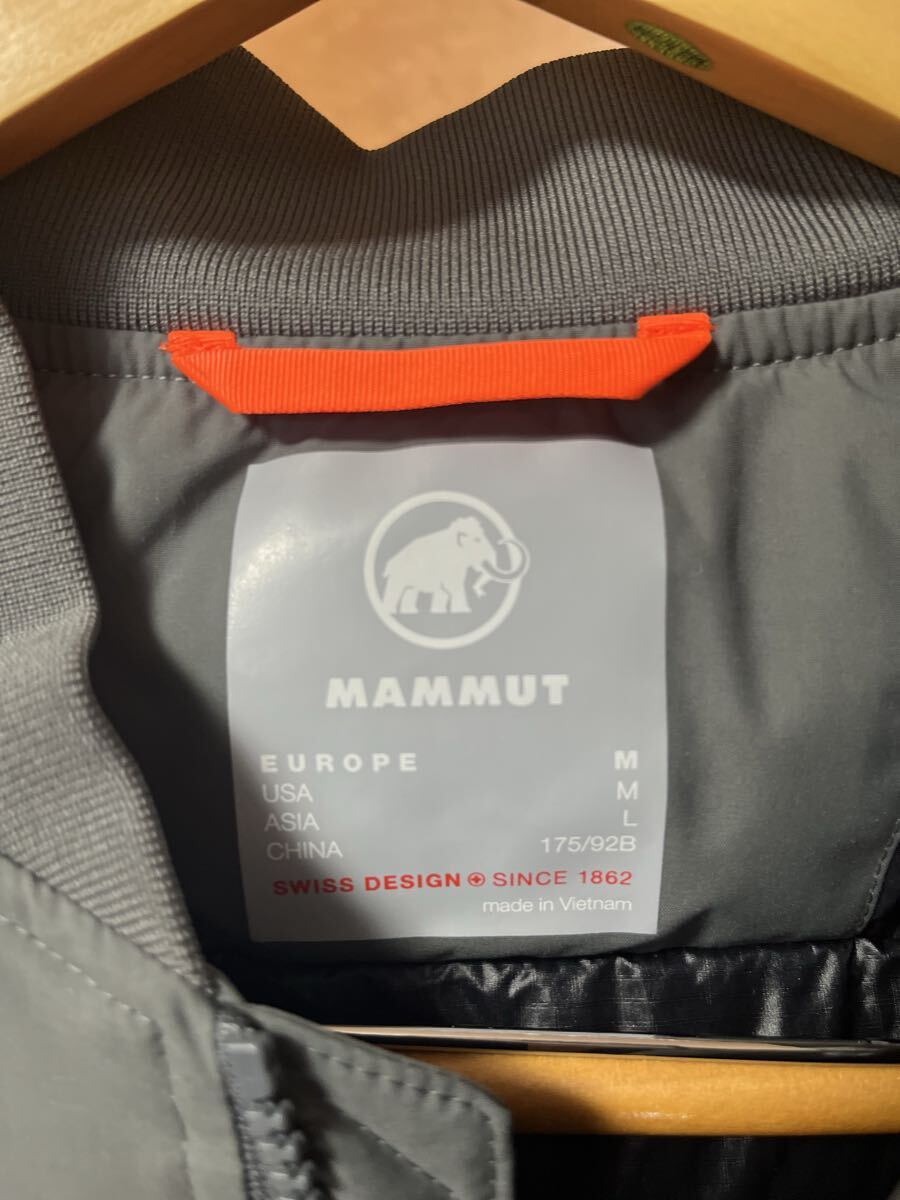 MAMMUT
EUROPE M
USA M
ASIA L
CHINA 175/92B
SWISS DESIGN SINCE 1862
made in Vietnam